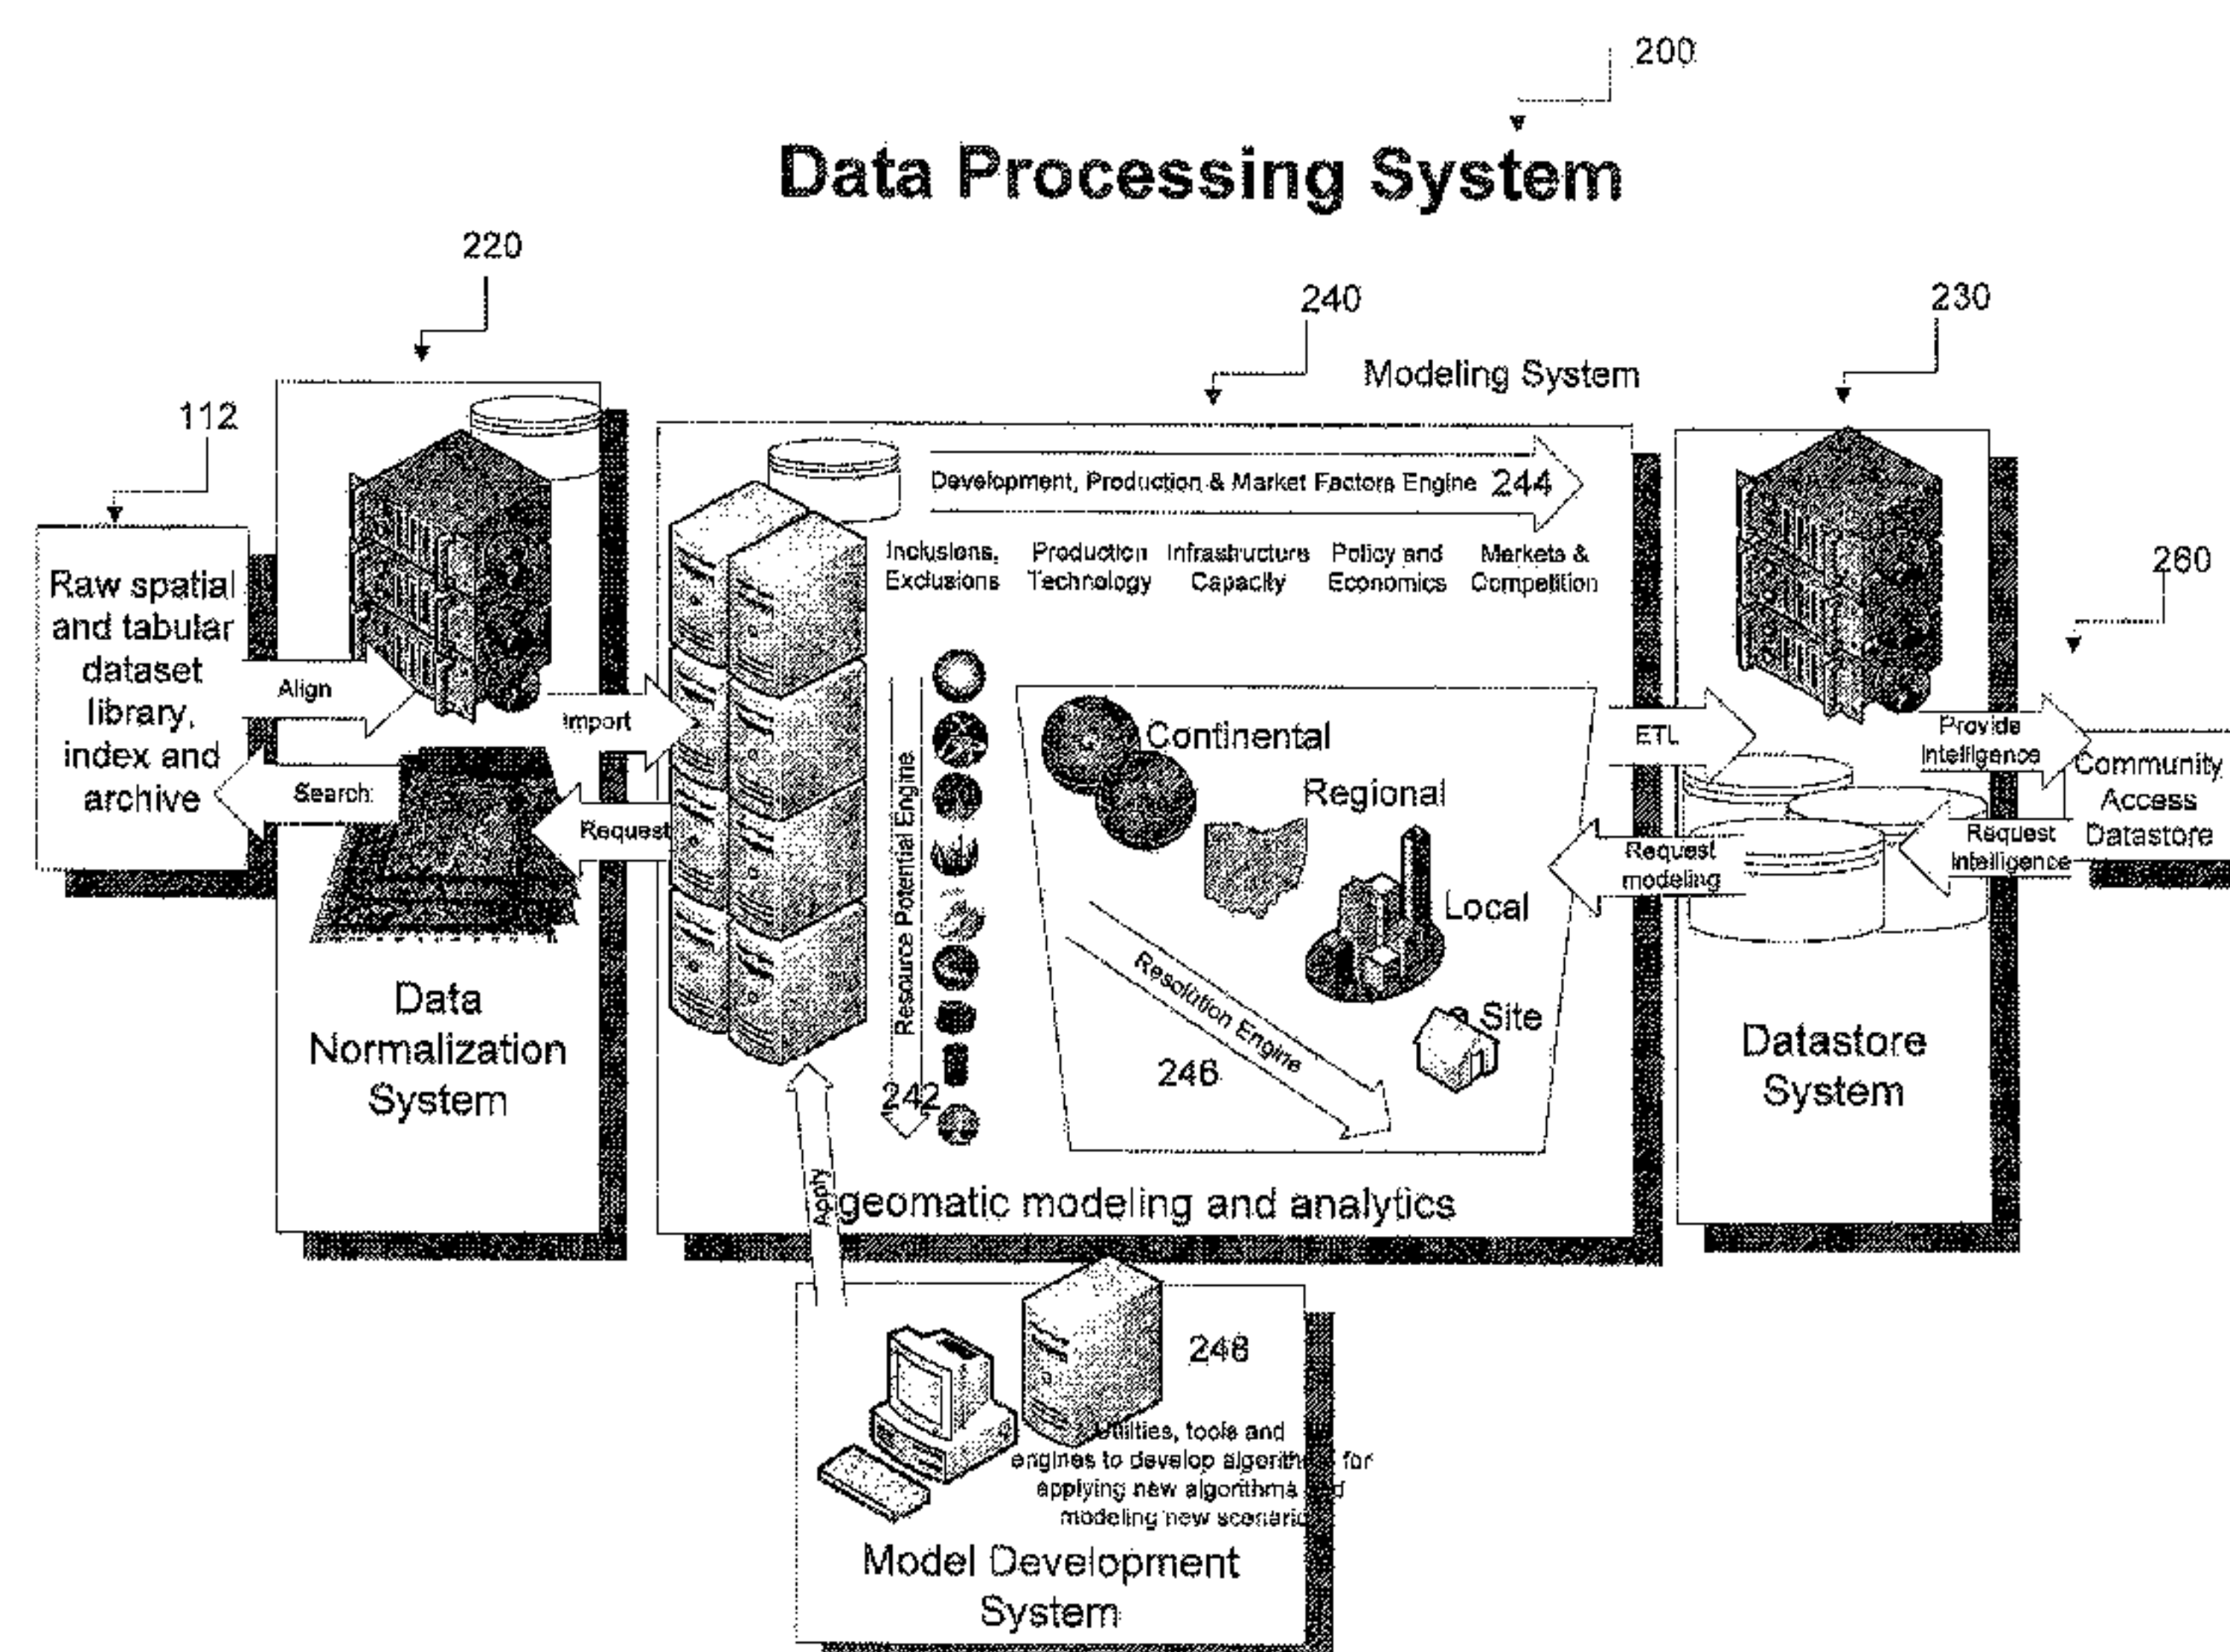 200
Data Processing System
220
240
230
Modeling System
112
260
Raw spatial
and tabular
dataset
library,
index and
archive
Align
Search
Import
Request
Data
Normalization
System
Development, Production & Market Factors Engine 244
Inclusions,
Exclusions
Production
Technology
Infrastructure
Capacity
Policy and
Economics
Markets &
Competition
Resource Potential Engine
242
Continental
Regional
Local
Site
Resolution Engine
246
geomatic modeling and analytics
Apply
ETL
Request
modeling
Provide
Intelligence
Request
Intelligence
Community
Access
Datastore
Datastore
System
248
Utilities, tools and
engines to develop algorith for
applying new algorithms d
modeling new scenario
Model Development
System